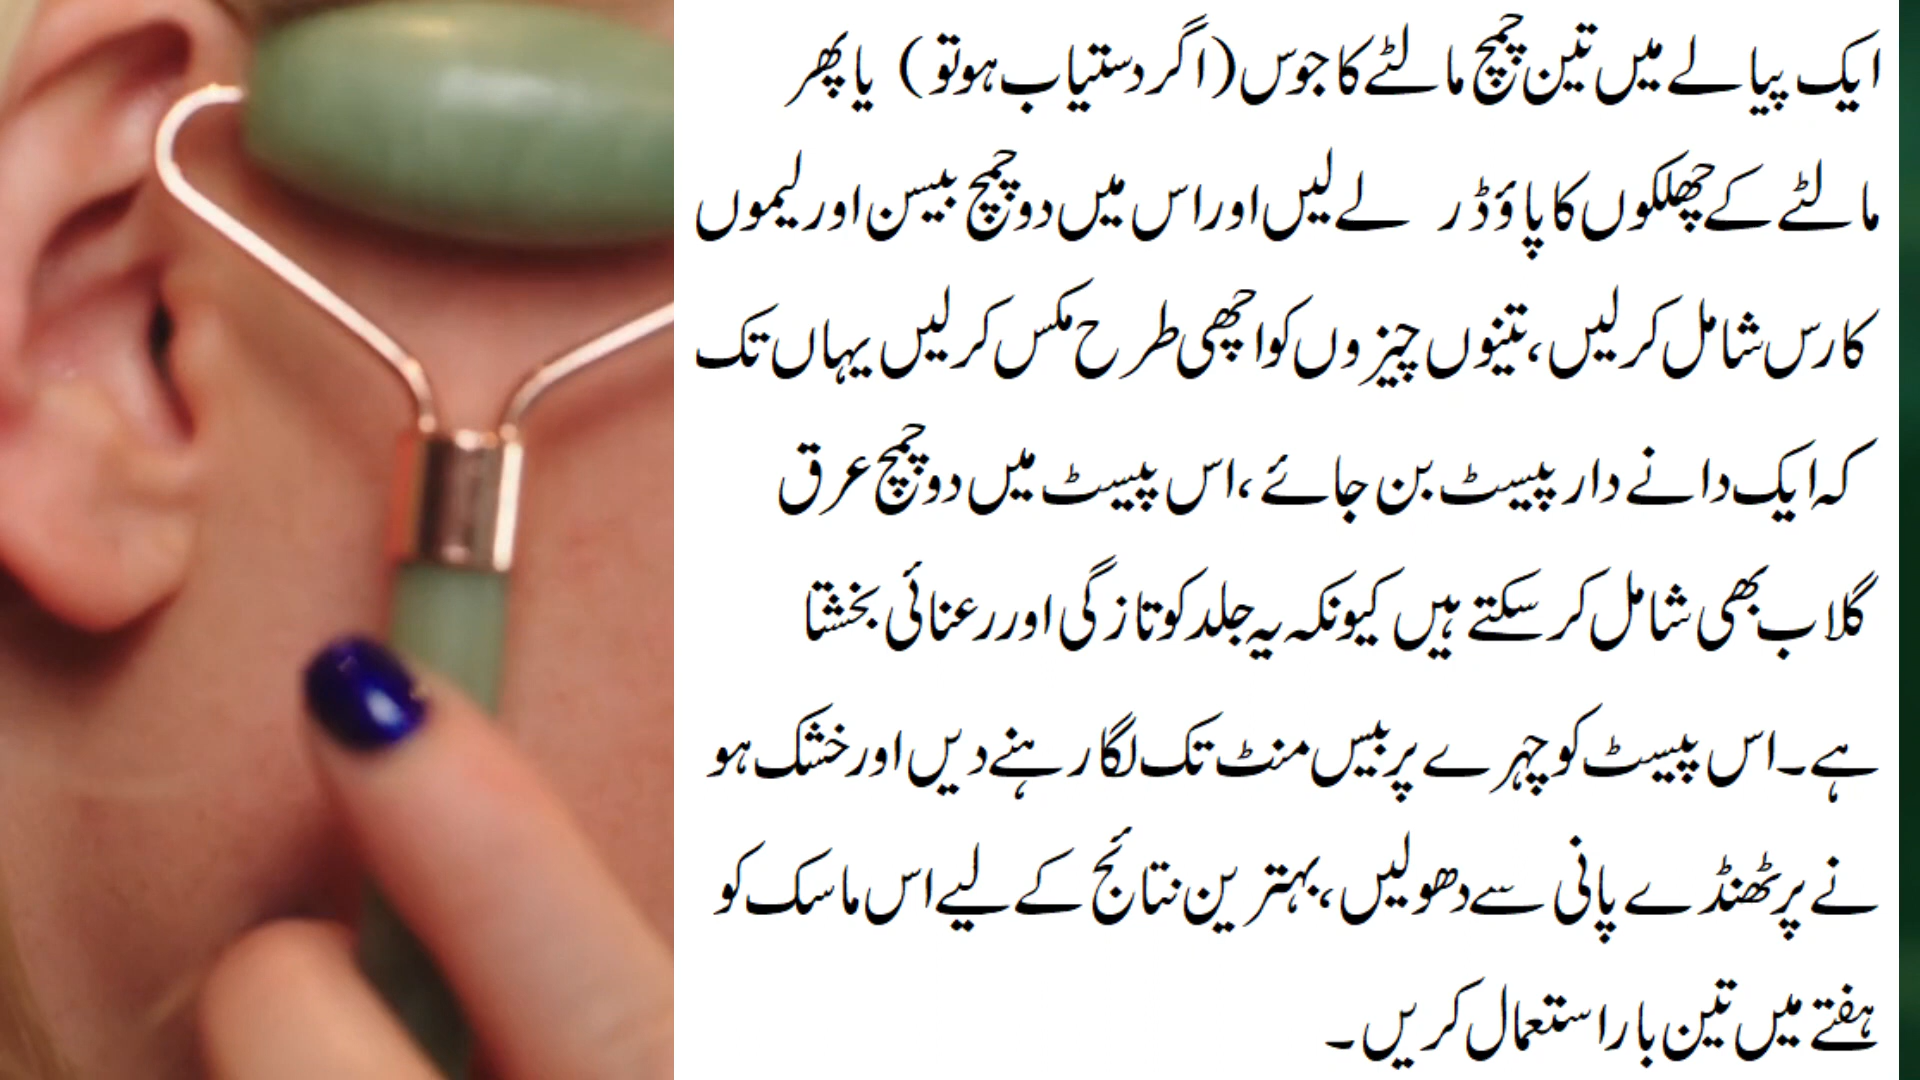 ایک پیالے میں تین چمچ مالٹے کا جوس (اگر دستیاب ہوتو) یا پھر
مالٹے کے چھلکوں کا پاؤڈر لے لیں اور اس میں دو چمچ بیسن اور لیموں
کا رس شامل کر لیں، تینوں چیزوں کو اچھی طرح مکس کر لیں یہاں تک
کہ ایک دانے دار پیسٹ بن جائے، اس پیسٹ میں دو چمچ عرق
گلاب بھی شامل کر سکتے ہیں کیونکہ یہ جلد کو تازگی اور رعنائی بخشتا
ہے۔ اس پیسٹ کو چہرے پر بیس منٹ تک لگا رہنے دیں اور خشک ہو
نے پر ٹھنڈے پانی سے دھو لیں، بہترین نتائج کے لیے اس ماسک کو
ہفتے میں تین بار استعمال کریں۔